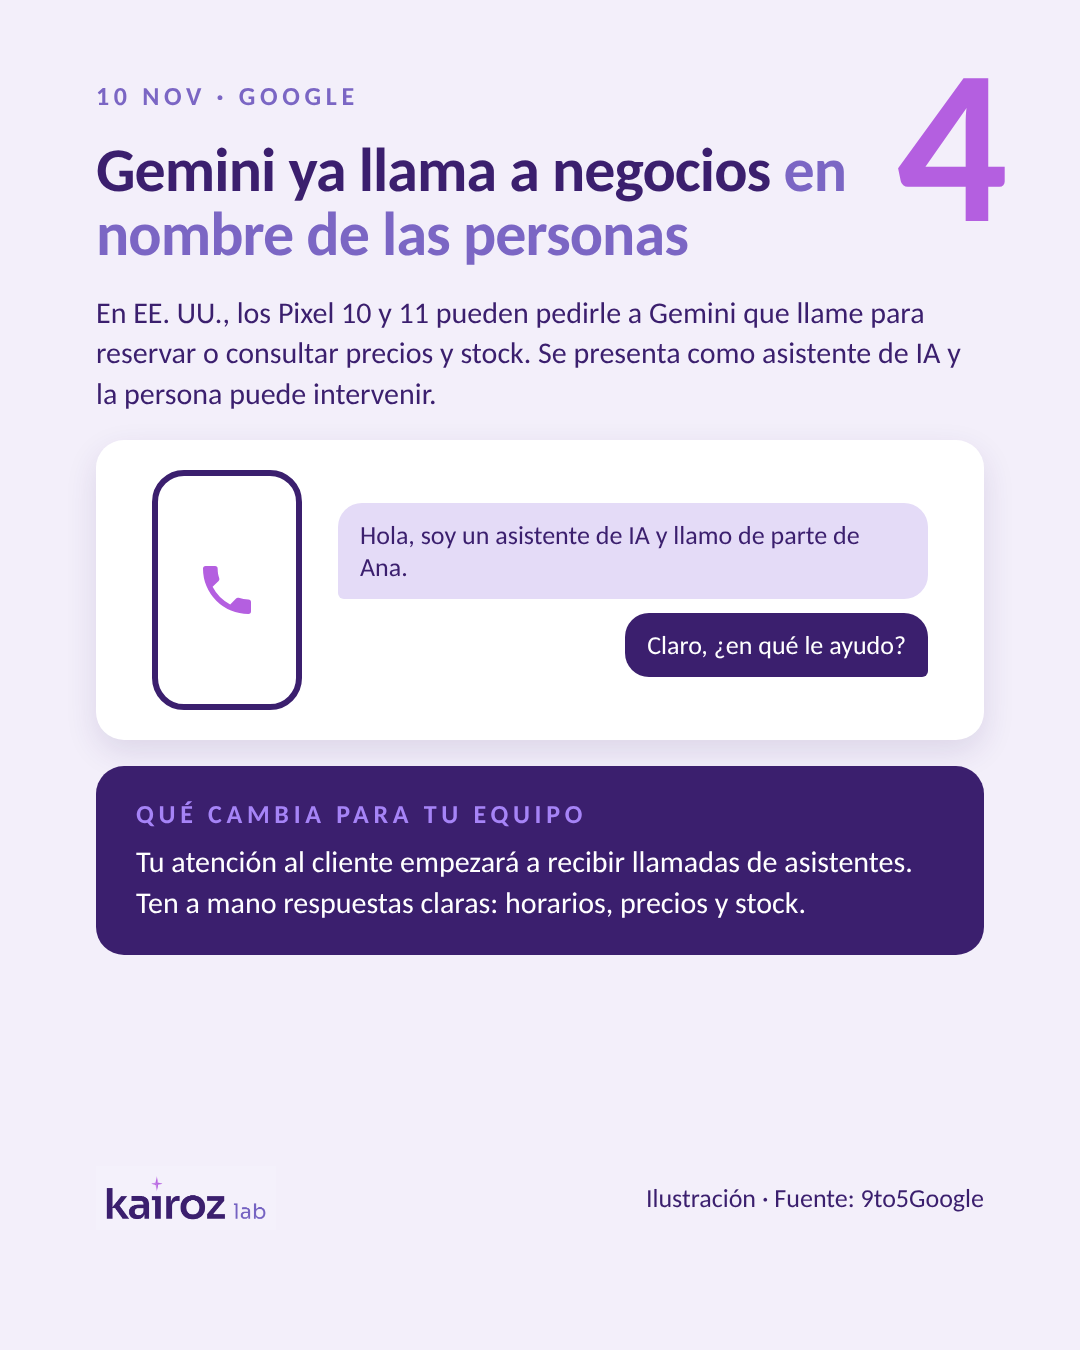 10 NOV · GOOGLE
4
Gemini ya llama a negocios en
nombre de las personas
En EE. UU., los Pixel 10 y 11 pueden pedirle a Gemini que llame para
reservar o consultar precios y stock. Se presenta como asistente de IA y
la persona puede intervenir.
Hola, soy un asistente de IA y llamo de parte de
Ana.
Claro, ¿en qué le ayudo?
QUÉ CAMBIA PARA TU EQUIPO
Tu atención al cliente empezará a recibir llamadas de asistentes.
Ten a mano respuestas claras: horarios, precios y stock.
kairoz lab
Ilustración · Fuente: 9to5Google